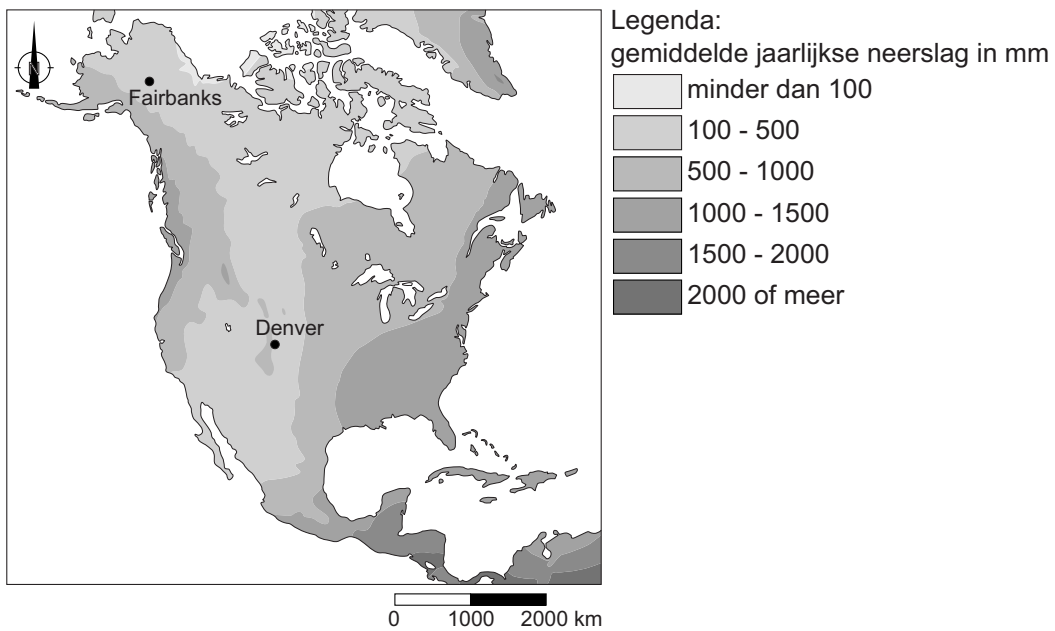 Legenda:
gemiddelde jaarlijkse neerslag in mm
minder dan 100
100 - 500
500 - 1000
1000 - 1500
1500 - 2000
2000 of meer
N
Fairbanks
Denver
0 1000 2000 km